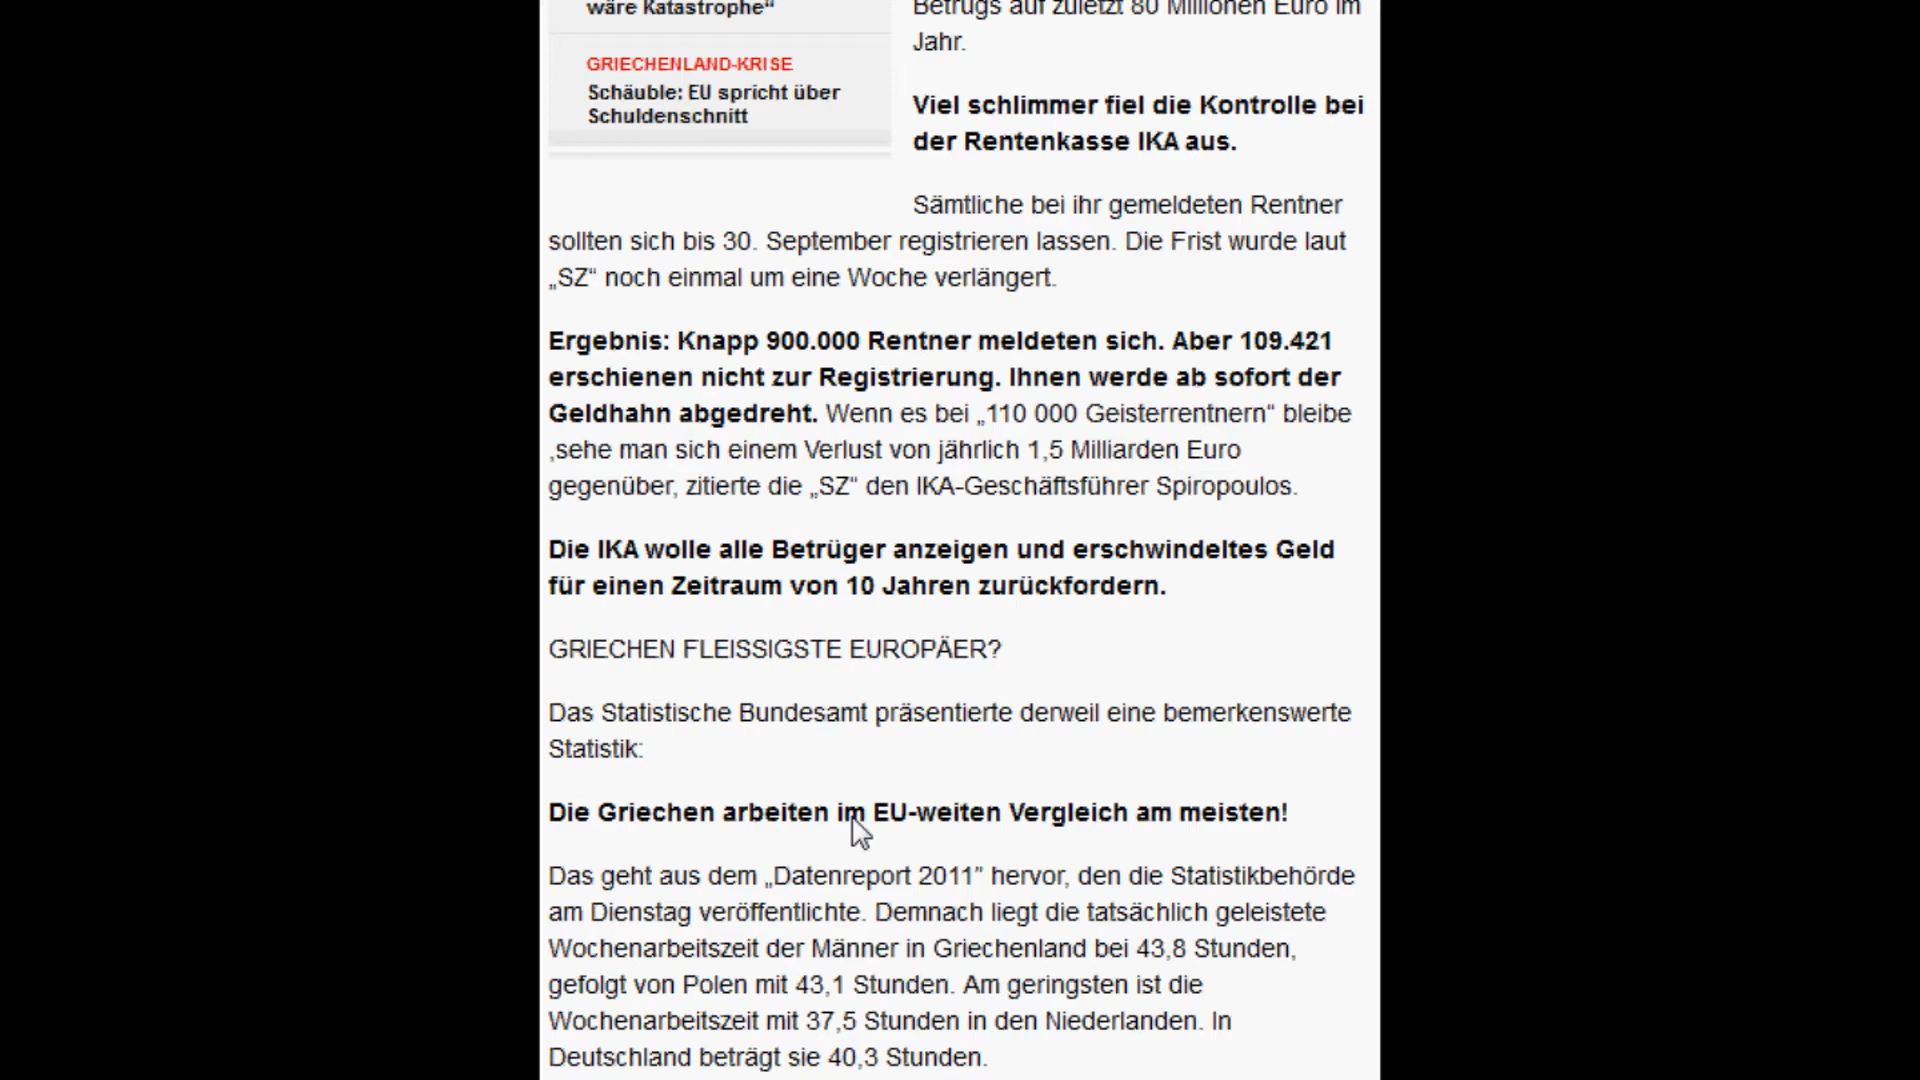 wäre Katastrophe“
GRIECHENLAND-KRISE
Schäuble: EU spricht über
Schuldenschnitt
Betrugs auf zuletzt 80 Millionen Euro im
Jahr.
Viel schlimmer fiel die Kontrolle bei
der Rentenkasse IKA aus.
Sämtliche bei ihr gemeldeten Rentner
sollten sich bis 30. September registrieren lassen. Die Frist wurde laut
„SZ“ noch einmal um eine Woche verlängert.
Ergebnis: Knapp 900.000 Rentner meldeten sich. Aber 109.421
erschienen nicht zur Registrierung. Ihnen werde ab sofort der
Geldhahn abgedreht. Wenn es bei „110 000 Geisterrentnern“ bleibe
,sehe man sich einem Verlust von jährlich 1,5 Milliarden Euro
gegenüber, zitierte die „SZ“ den IKA-Geschäftsführer Spiropoulos.
Die IKA wolle alle Betrüger anzeigen und erschwindeltes Geld
für einen Zeitraum von 10 Jahren zurückfordern.
GRIECHEN FLEISSIGSTE EUROPÄER?
Das Statistische Bundesamt präsentierte derweil eine bemerkenswerte
Statistik:
Die Griechen arbeiten im EU-weiten Vergleich am meisten!
Das geht aus dem „Datenreport 2011” hervor, den die Statistikbehörde
am Dienstag veröffentlichte. Demnach liegt die tatsächlich geleistete
Wochenarbeitszeit der Männer in Griechenland bei 43,8 Stunden,
gefolgt von Polen mit 43,1 Stunden. Am geringsten ist die
Wochenarbeitszeit mit 37,5 Stunden in den Niederlanden. In
Deutschland beträgt sie 40,3 Stunden.